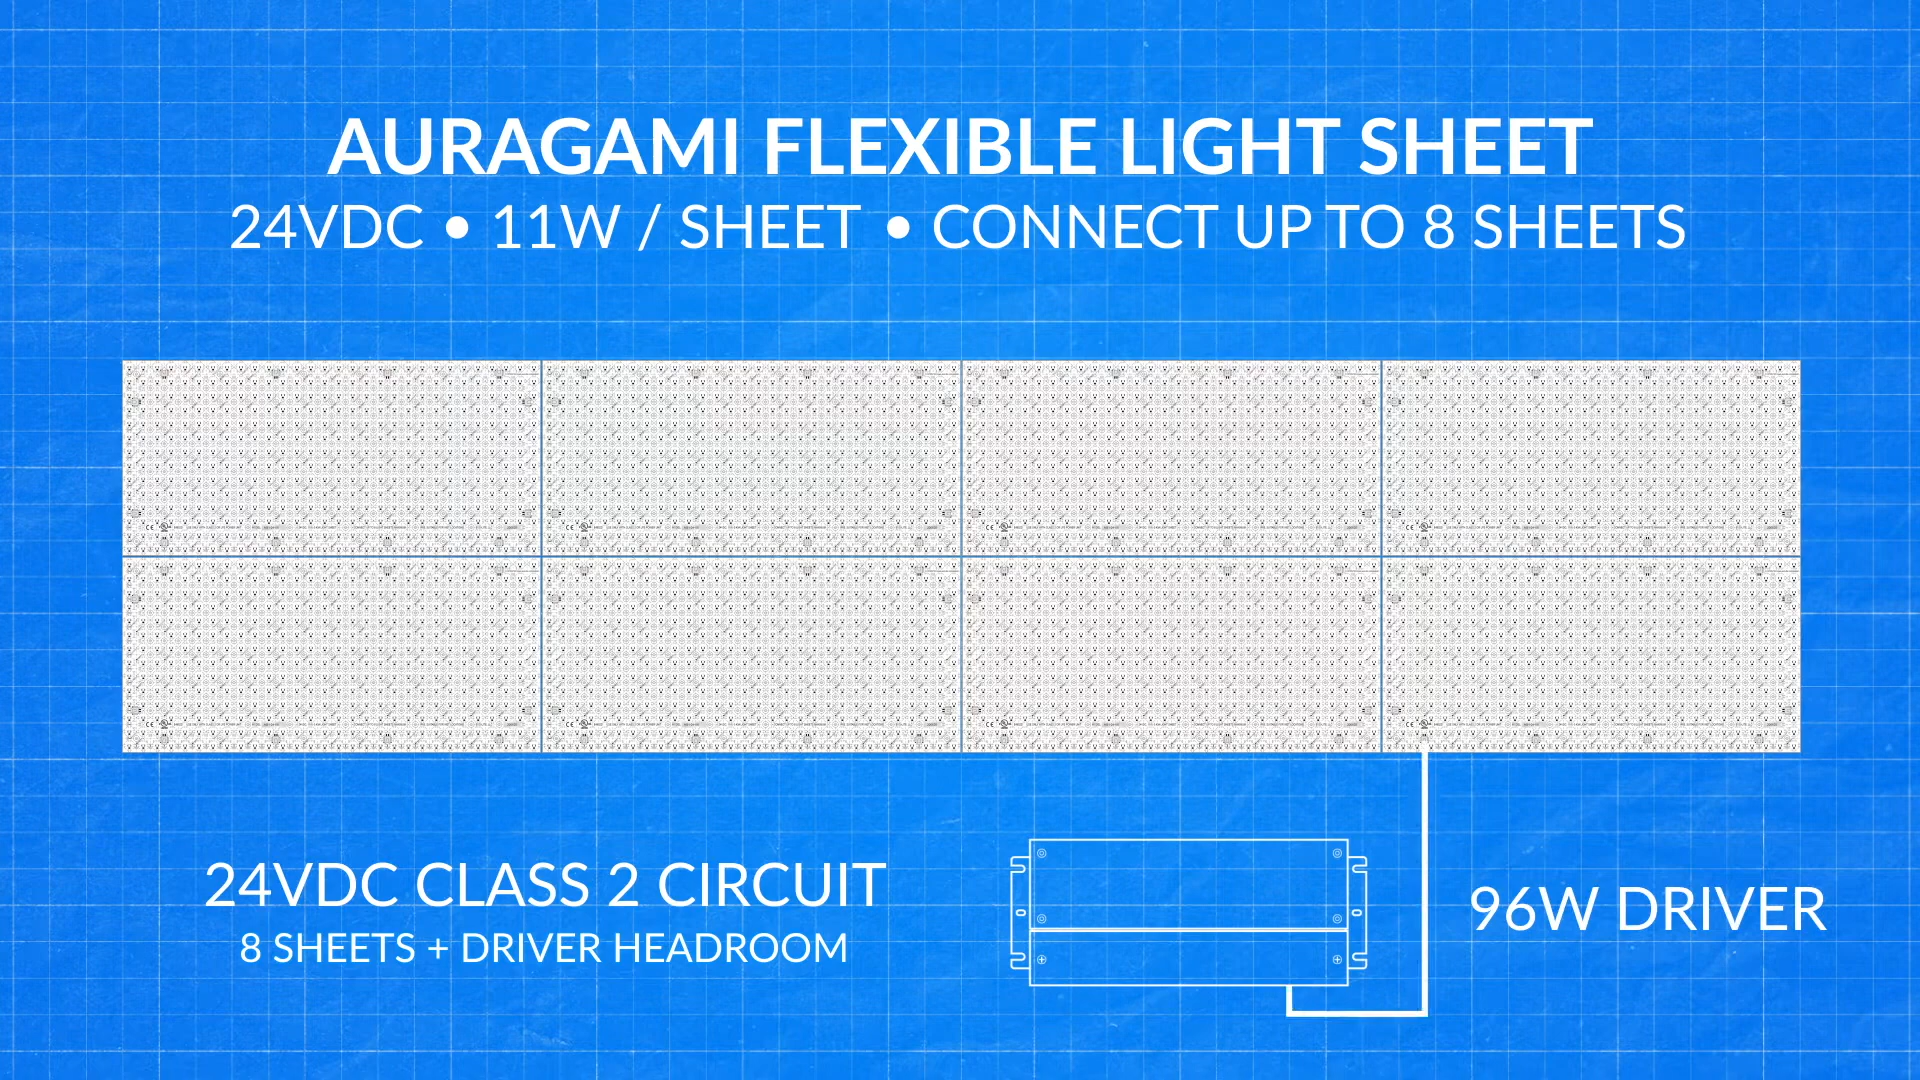 AURAGAMI FLEXIBLE LIGHT SHEET
24VDC • 11W / SHEET • CONNECT UP TO 8 SHEETS
24VDC CLASS 2 CIRCUIT
8 SHEETS + DRIVER HEADROOM
96W DRIVER